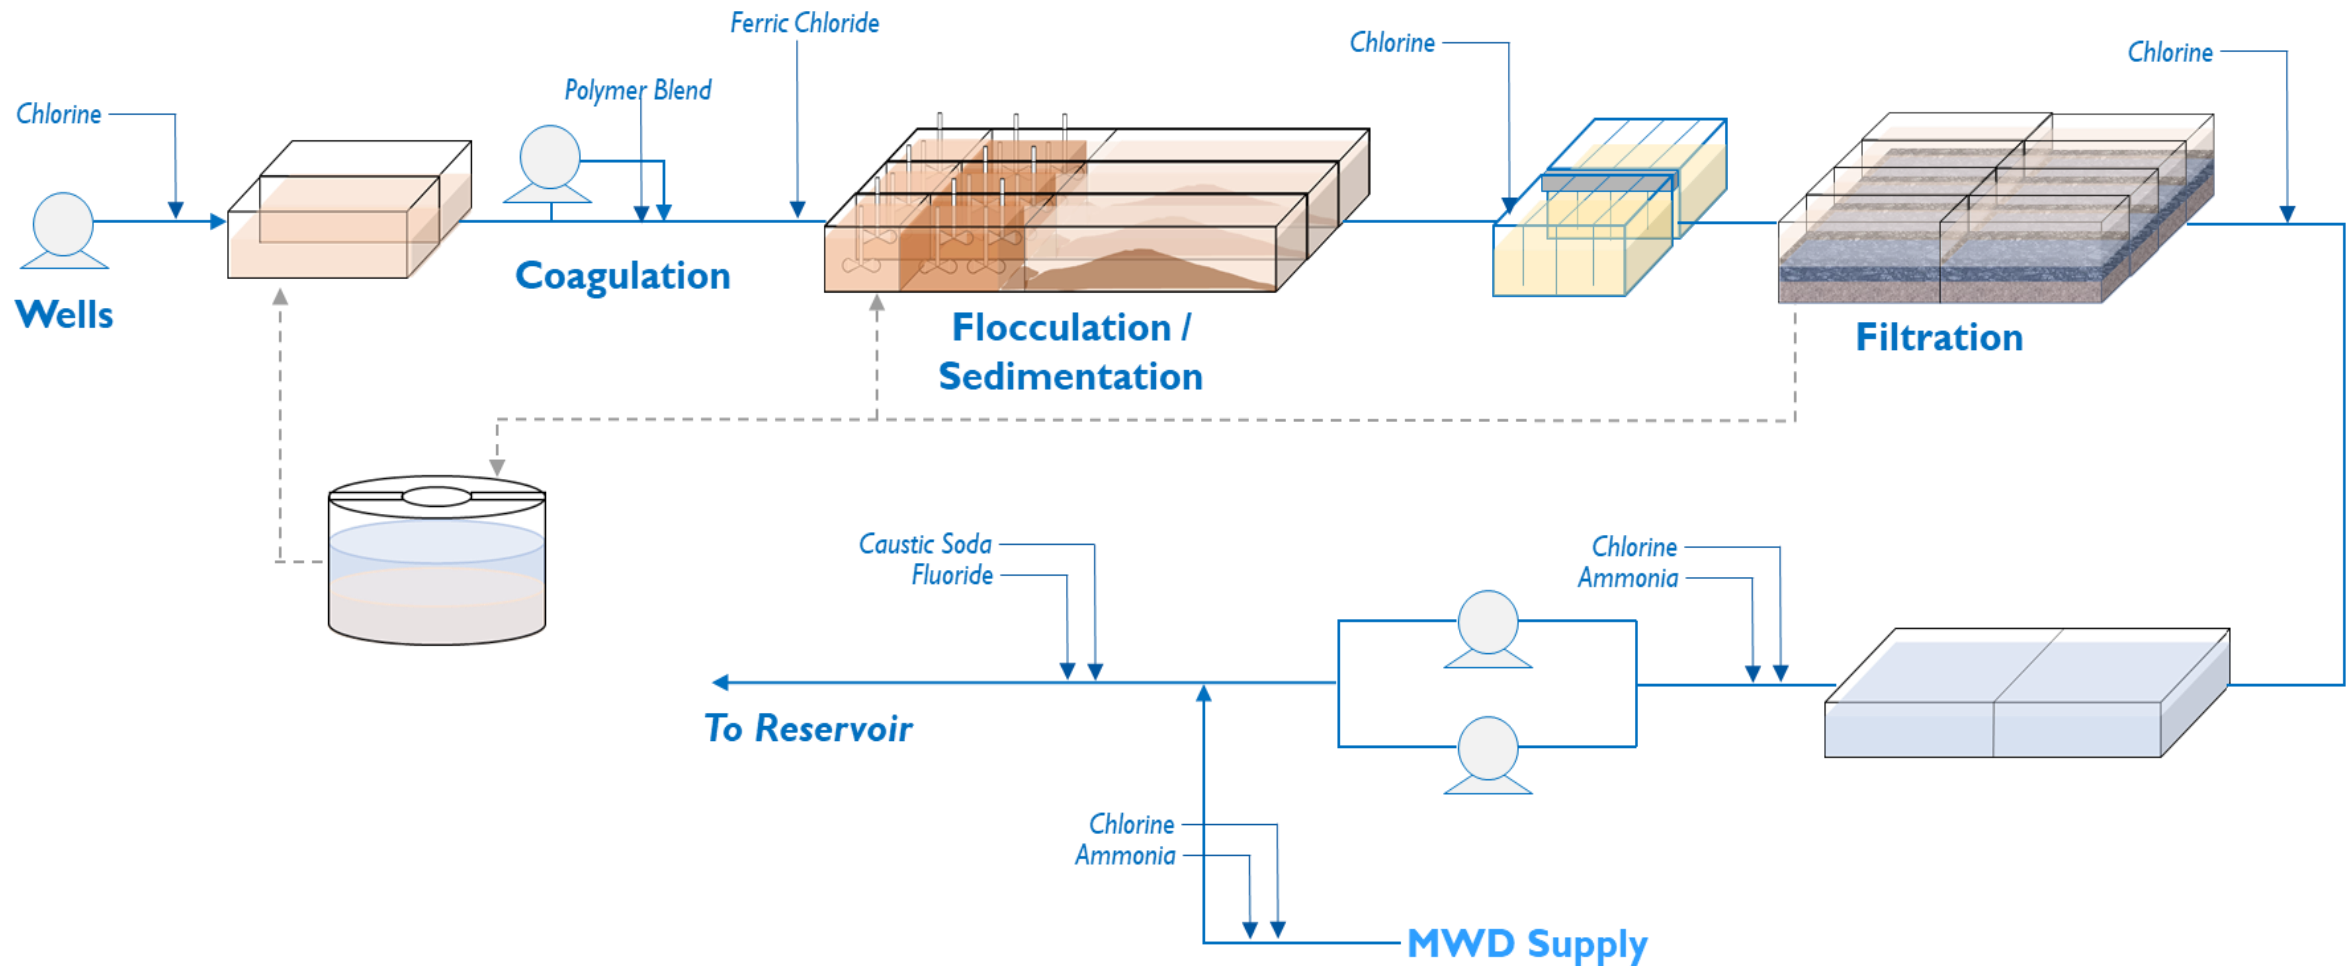 Ferric Chloride
Chlorine
Chlorine
Polymer Blend
Chlorine
Coagulation
Wells
Flocculation /
Sedimentation
Filtration
Caustic Soda
Fluoride
Chlorine
Ammonia
To Reservoir
Chlorine
Ammonia
MWD Supply